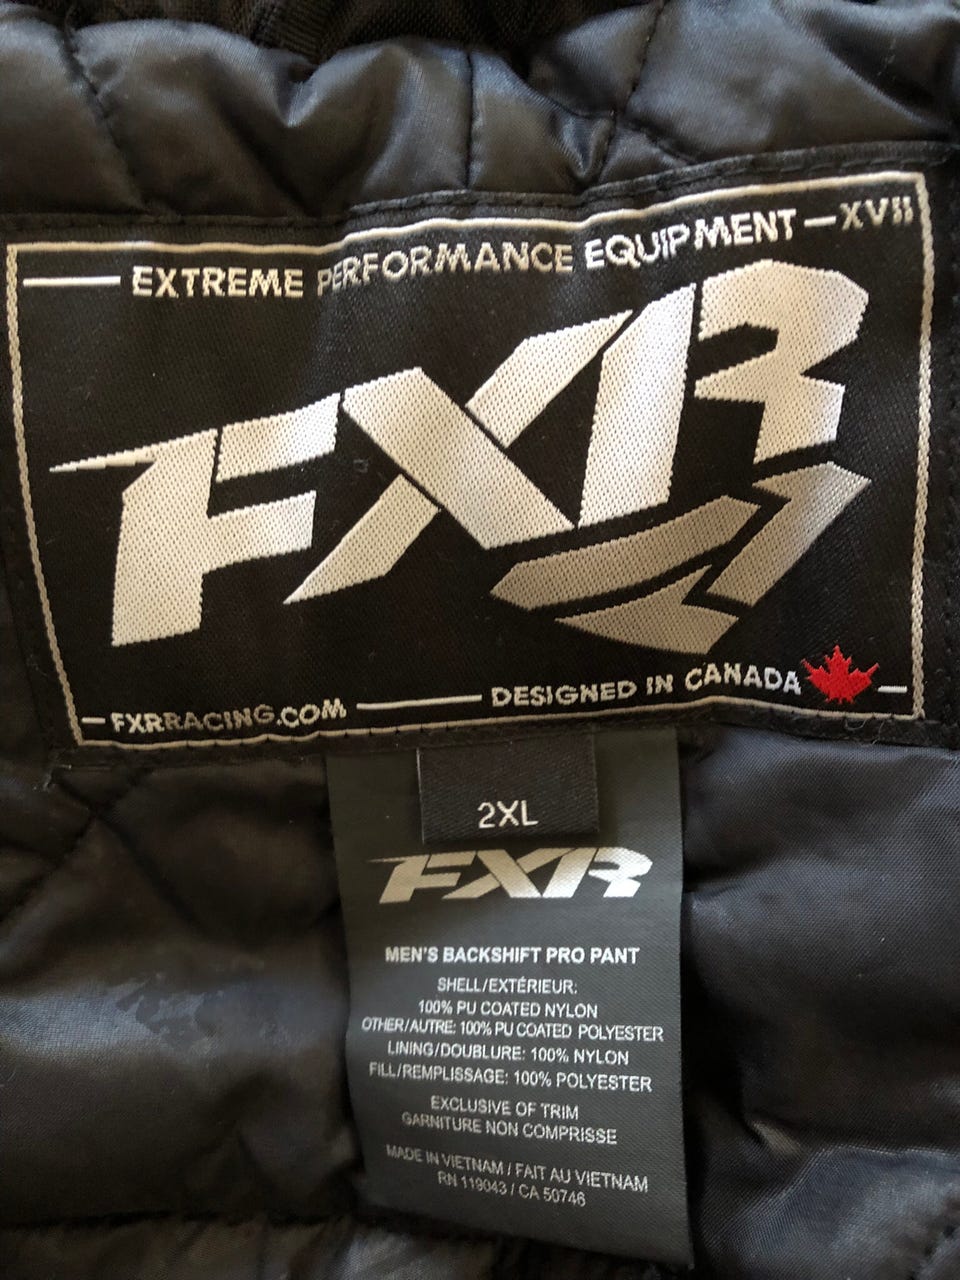 EXTREME PERFORMANCE EQUIPMENT — XVII
FXR
FXRRACING.COM
DESIGNED IN CANADA
2XL
FXR
MEN'S BACKSHIFT PRO PANT
SHELL/EXTÉRIEUR:
100% PU COATED NYLON
OTHER/AUTRE: 100% PU COATED POLYESTER
LINING/DOUBLURE: 100% NYLON
FILL/REMPLISSAGE: 100% POLYESTER
EXCLUSIVE OF TRIM
GARNITURE NON COMPRISSE
MADE IN VIETNAM / FAIT AU VIETNAM
RN 119043 / CA 50746